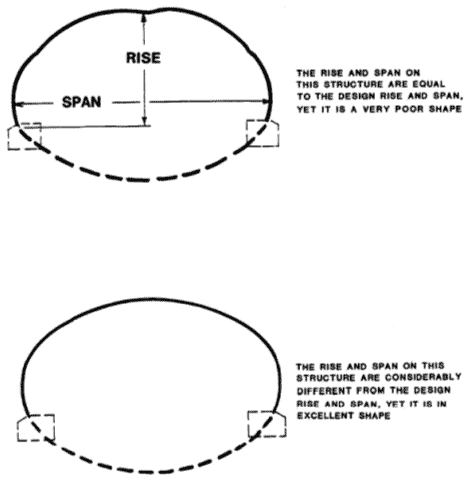 RISE
SPAN
THE RISE AND SPAN ON
THIS STRUCTURE ARE EQUAL
TO THE DESIGN RISE AND SPAN,
YET IT IS A VERY POOR SHAPE
THE RISE AND SPAN ON THIS
STRUCTURE ARE CONSIDERABLY
DIFFERENT FROM THE DESIGN
RISE AND SPAN, YET IT IS IN
EXCELLENT SHAPE